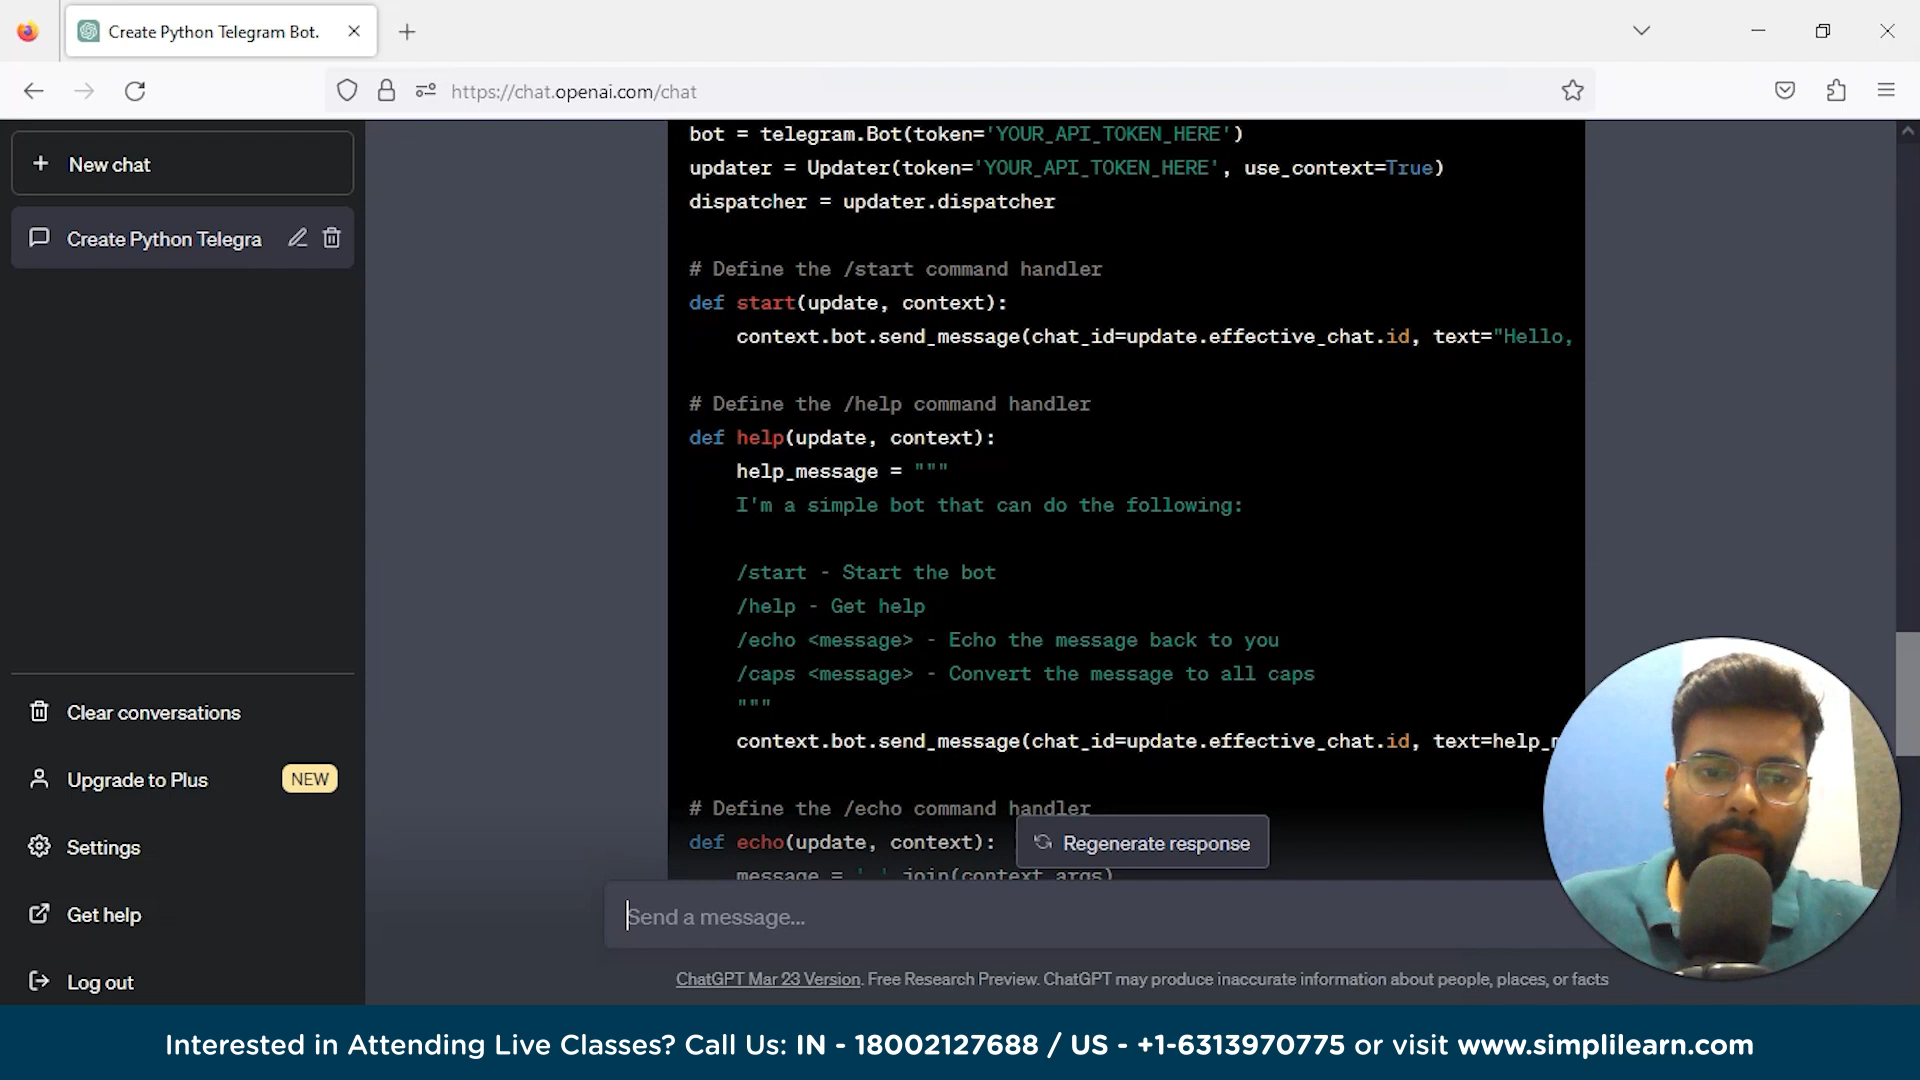 Create Python Telegram Bot.
https://chat.openai.com/chat
New chat
Create Python Telegra
Clear conversations
Upgrade to Plus NEW
Settings
Get help
Log out
bot = telegram.Bot(token='YOUR_API_TOKEN_HERE')
updater = Updater(token='YOUR_API_TOKEN_HERE', use_context=True)
dispatcher = updater.dispatcher
# Define the /start command handler
def start(update, context):
context.bot.send_message(chat_id=update.effective_chat.id, text="Hello,
# Define the /help command handler
def help(update, context):
help_message = """
I'm a simple bot that can do the following:
/start - Start the bot
/help - Get help
/echo <message> - Echo the message back to you
/caps <message> - Convert the message to all caps
"""
context.bot.send_message(chat_id=update.effective_chat.id, text=help_
# Define the /echo command handler
def echo(update, context):
message = ' '.join(context.args)
Regenerate response
Send a message...
ChatGPT Mar 23 Version. Free Research Preview. ChatGPT may produce inaccurate information about people, places, or facts
Interested in Attending Live Classes? Call Us: IN - 18002127688 / US - +1-6313970775 or visit www.simplilearn.com